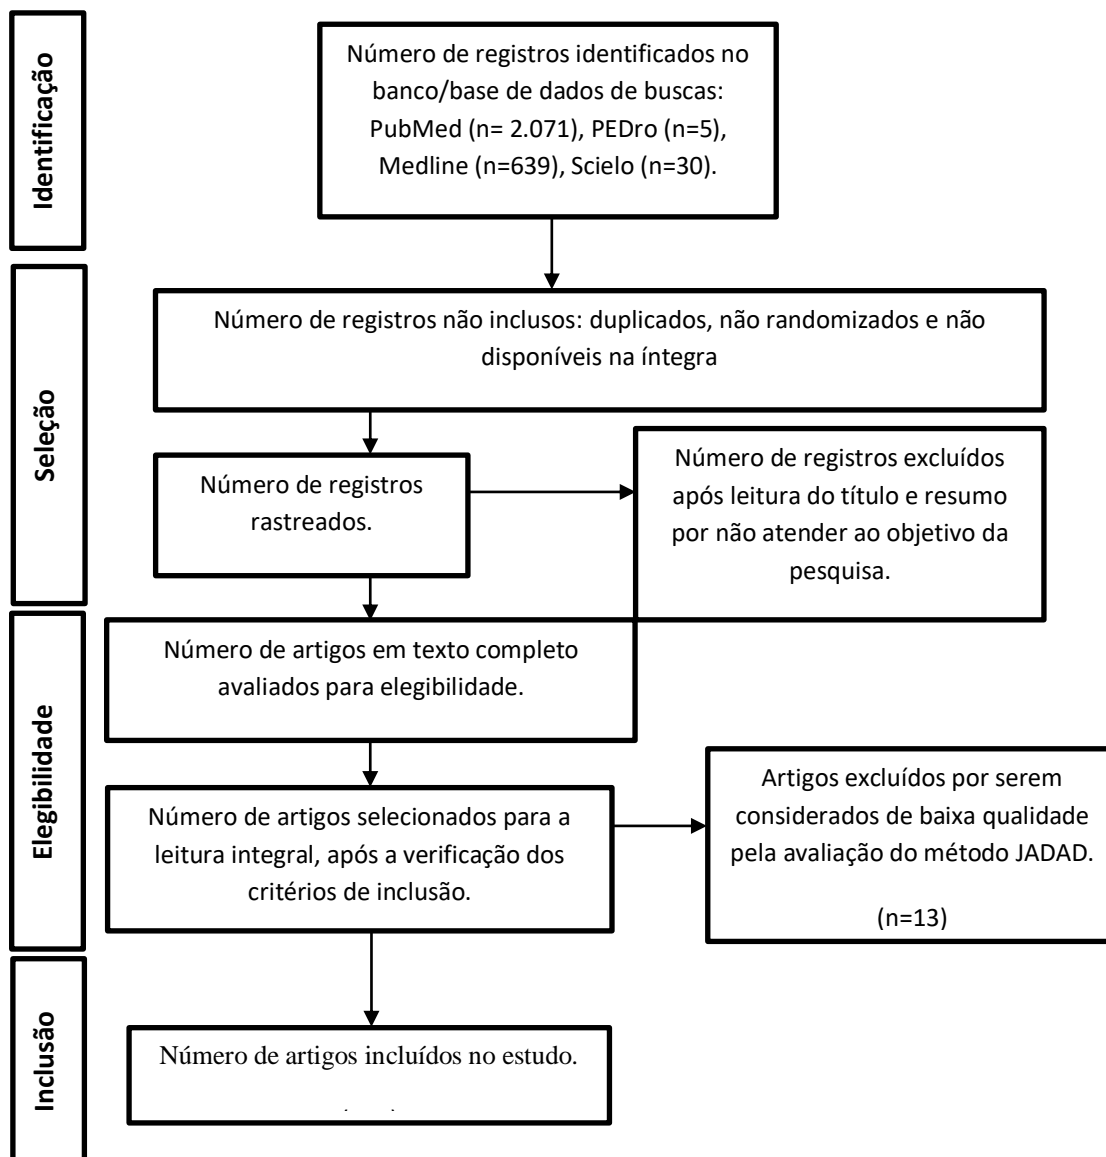 Identificação
Número de registros identificados no
banco/base de dados de buscas:
PubMed (n= 2.071), PEDro (n=5),
Medline (n=639), Scielo (n=30).
Seleção
Número de registros não inclusos: duplicados, não randomizados e não
disponíveis na íntegra
Número de registros
rastreados.
Número de registros excluídos
após leitura do título e resumo
por não atender ao objetivo da
pesquisa.
Elegibilidade
Número de artigos em texto completo
avaliados para elegibilidade.
Número de artigos selecionados para a
leitura integral, após a verificação dos
critérios de inclusão.
Artigos excluídos por serem
considerados de baixa qualidade
pela avaliação do método JADAD.
(n=13)
Inclusão
Número de artigos incluídos no estudo.